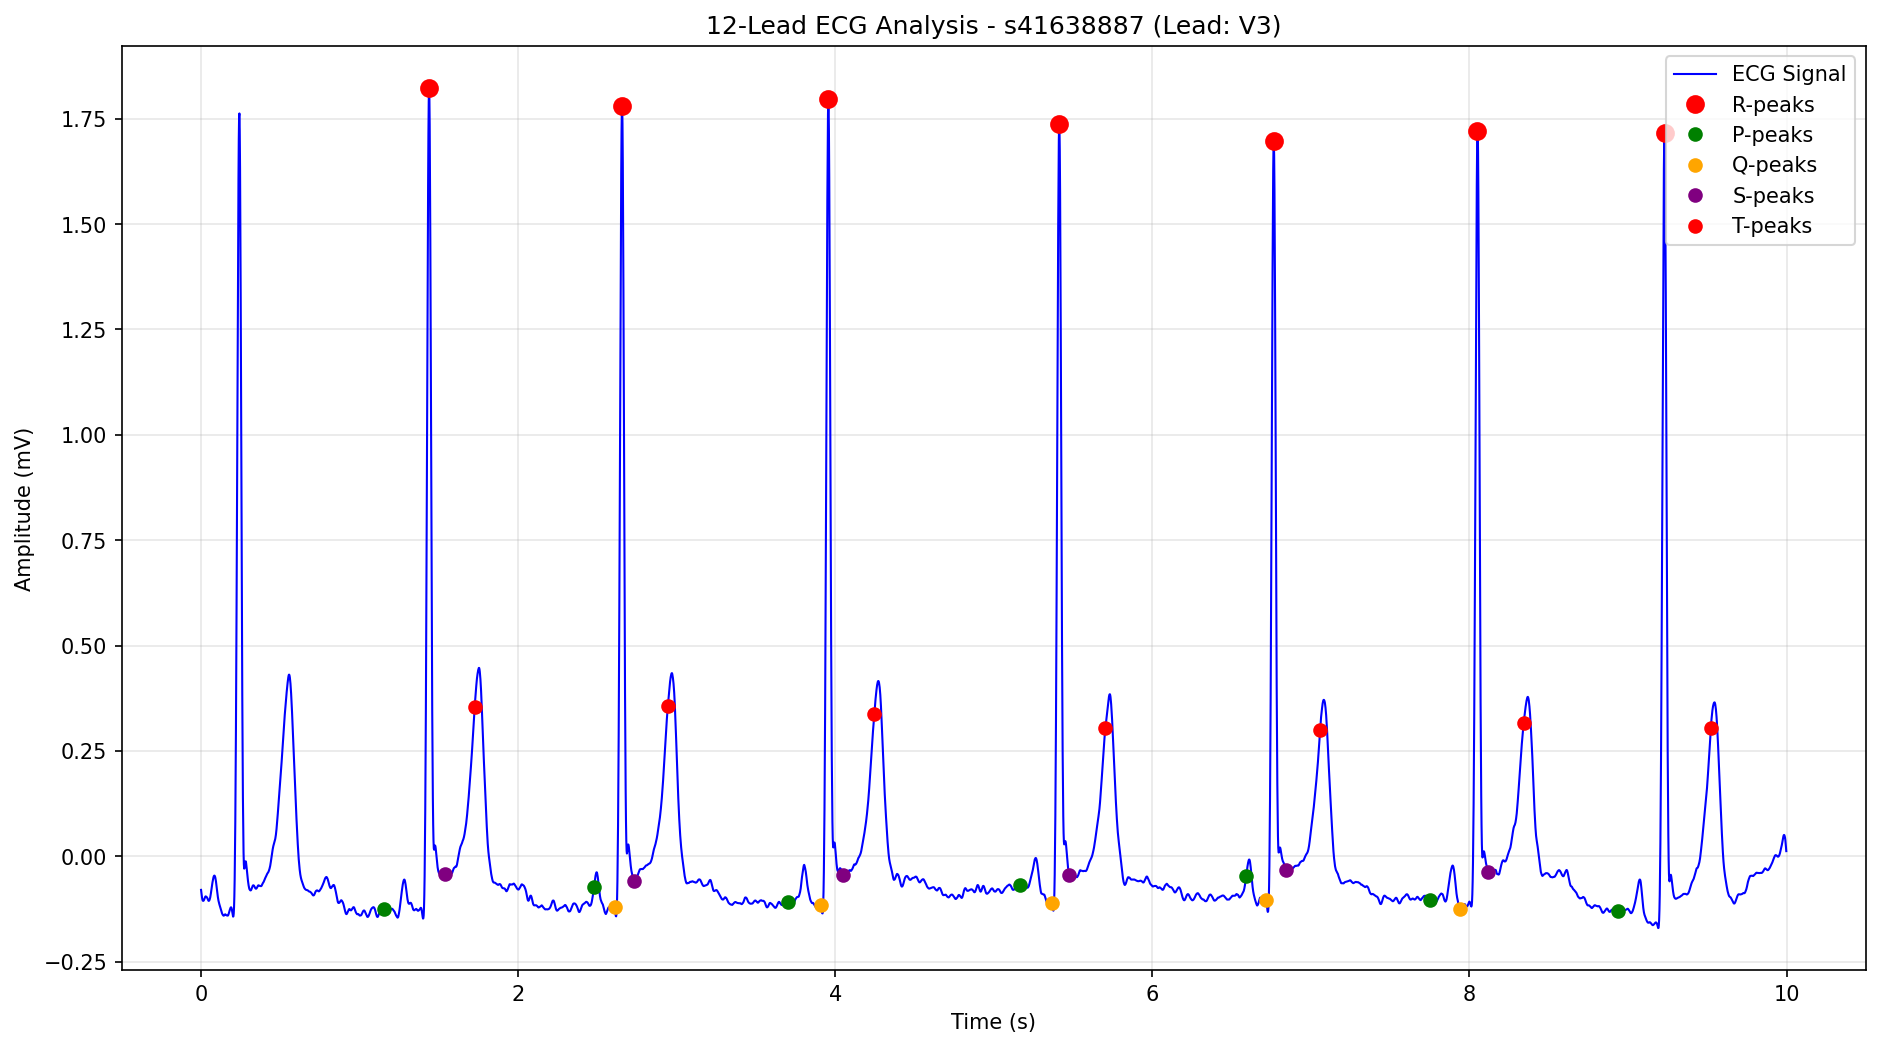 12-Lead ECG Analysis - s41638887 (Lead: V3)
ECG Signal
R-peaks
P-peaks
Q-peaks
S-peaks
T-peaks
Amplitude (mV)
1.75
1.50
1.25
1.00
0.75
0.50
0.25
0.00
−0.25
0 2 4 6 8 10
Time (s)